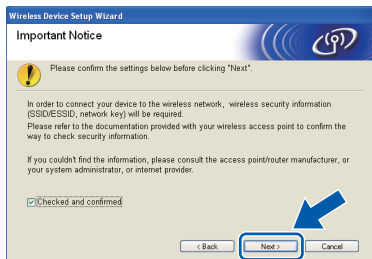 Wireless Device Setup Wizard
Important Notice
Please confirm the settings below before clicking "Next".
In order to connect your device to the wireless network, wireless security information
(SSID/ESSID, network key) will be required.
Please refer to the documentation provided with your wireless access point to confirm the
way to check security information.
If you couldn't find the information, please consult the access point/router manufacturer, or
your system administrator, or internet provider.
Checked and confirmed
< Back
Next >
Cancel